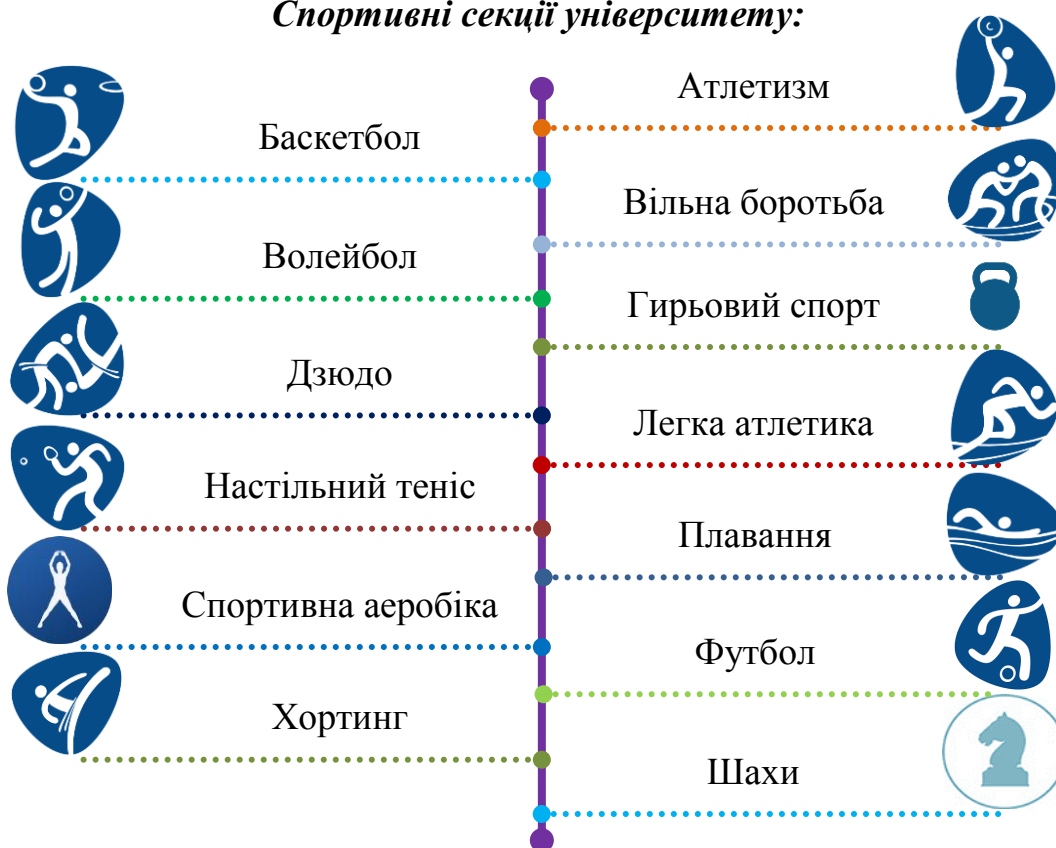 Спортивні секції університету:
Атлетизм
Баскетбол
Вільна боротьба
Волейбол
Гирьовий спорт
Дзюдо
Легка атлетика
Настільний теніс
Плавання
Спортивна аеробіка
Футбол
Хортинг
Шахи